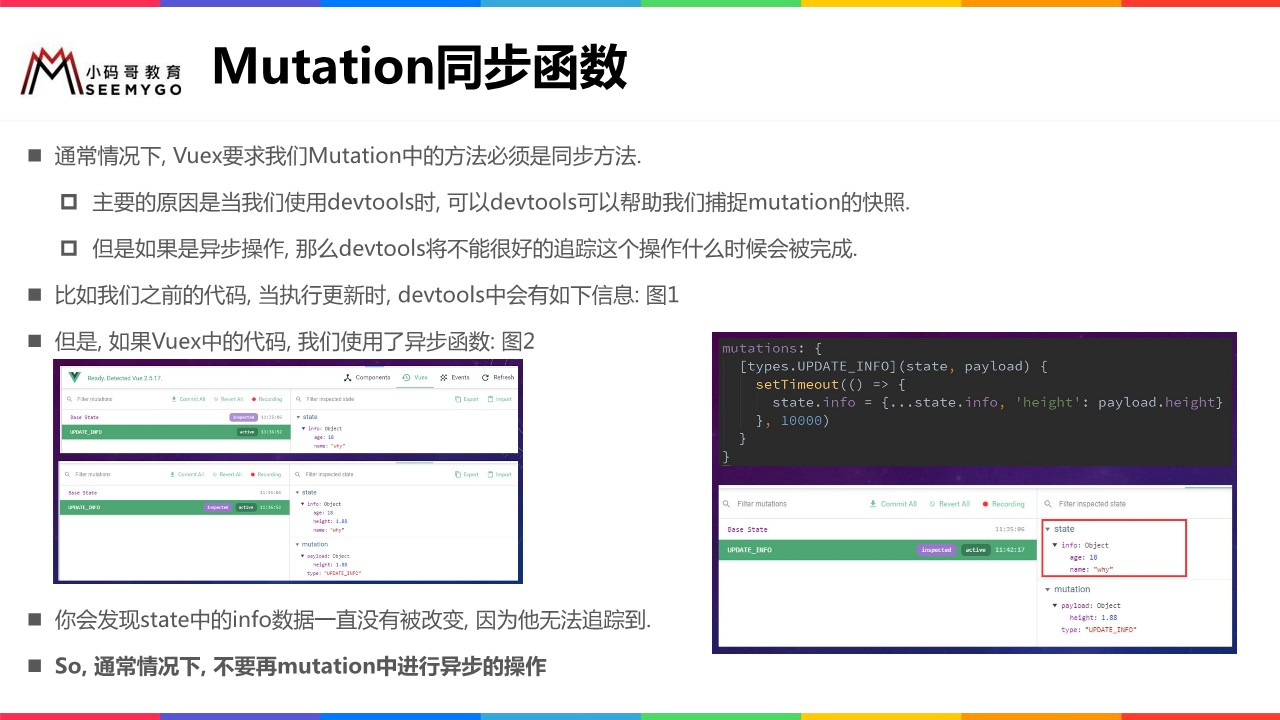 小码哥教育
SEEMYGO
Mutation同步函数
通常情况下, Vuex要求我们Mutation中的方法必须是同步方法.
主要的原因是当我们使用devtools时, 可以devtools可以帮助我们捕捉mutation的快照.
但是如果是异步操作, 那么devtools将不能很好的追踪这个操作什么时候会被完成.
比如我们之前的代码, 当执行更新时, devtools中会有如下信息: 图1
但是, 如果Vuex中的代码, 我们使用了异步函数: 图2
Ready. Detected Vue 2.5.17.
Components
Vuex
Events
Refresh
Filter mutations
Commit All
Revert All
Recording
Filter inspected state
Export
Import
Base State
inspected
11:35:06
UPDATE_INFO
active
11:36:52
state
info: Object
age: 18
name: "why"
Filter mutations
Commit All
Revert All
Recording
Filter inspected state
Export
Import
Base State
11:35:06
UPDATE_INFO
inspected
active
11:36:52
state
info: Object
age: 18
height: 1.88
name: "why"
mutation
payload: Object
height: 1.88
type: "UPDATE_INFO"
mutations: {
[types.UPDATE_INFO](state, payload) {
setTimeout(() => {
state.info = {...state.info, 'height': payload.height}
}, 10000)
}
}
Filter mutations
Commit All
Revert All
Recording
Filter inspected state
Base State
11:35:06
UPDATE_INFO
inspected
active
11:42:17
state
info: Object
age: 18
name: "why"
mutation
payload: Object
height: 1.88
type: "UPDATE_INFO"
你会发现state中的info数据一直没有被改变, 因为他无法追踪到.
So, 通常情况下, 不要再mutation中进行异步的操作